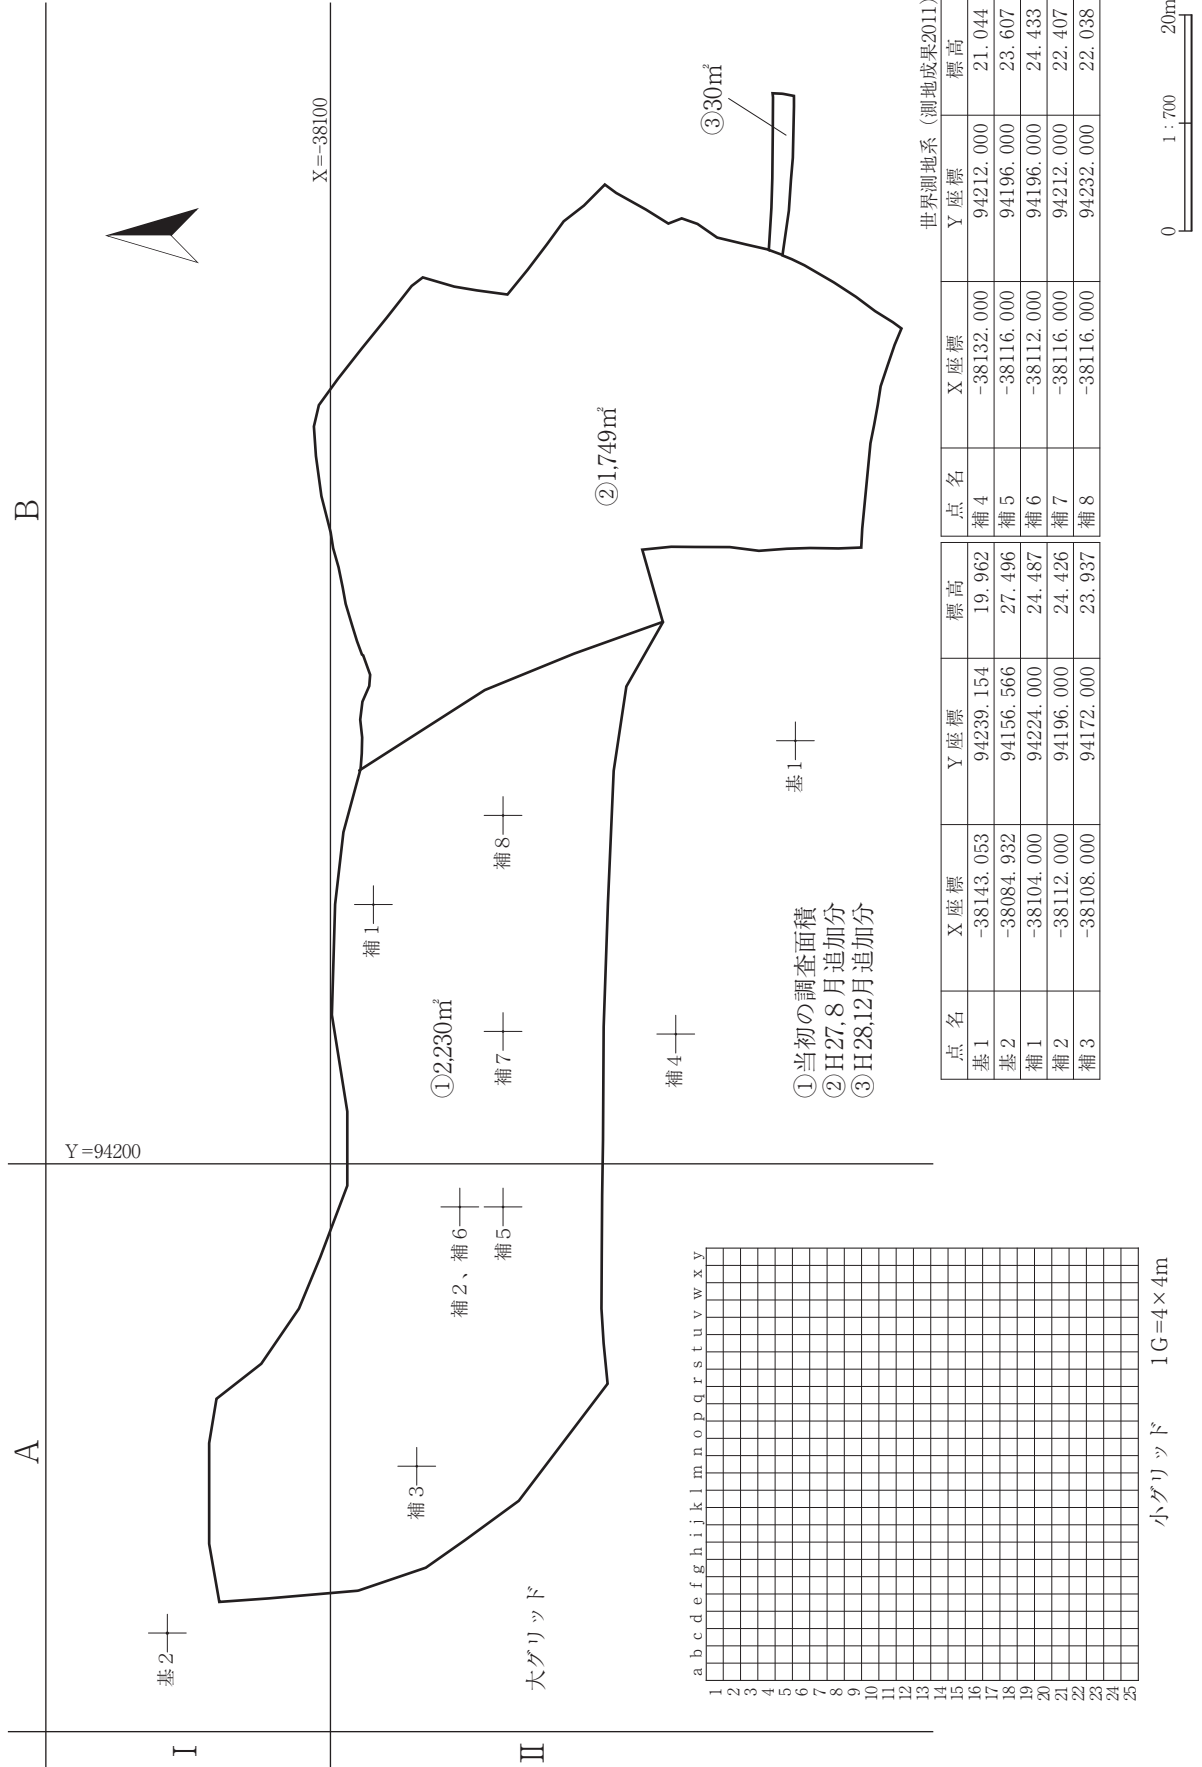 A
B
Ⅰ
Ⅱ
Y=94200
X=-38100
基2
補3
補2、補6
補5
①2,230㎡
補7
補1
補8
補4
基1
②1,749㎡
③30㎡
大グリッド
①当初の調査面積
②H27,8月追加分
③H28,12月追加分
a b c d e f g h i j k l m n o p q r s t u v w x y
1
2
3
4
5
6
7
8
9
10
11
12
13
14
15
16
17
18
19
20
21
22
23
24
25
小グリッド 1G=4×4m
世界測地系(測地成果2011)
点 名 X座標 Y座標 標高
基1 -38143.053 94239.154 19.962
基2 -38084.932 94156.566 27.496
補1 -38104.000 94224.000 24.487
補2 -38112.000 94196.000 24.426
補3 -38108.000 94172.000 23.937
点 名 X座標 Y座標 標高
補4 -38132.000 94212.000 21.044
補5 -38116.000 94196.000 23.607
補6 -38112.000 94196.000 24.433
補7 -38116.000 94212.000 22.407
補8 -38116.000 94232.000 22.038
0 1:700 20m